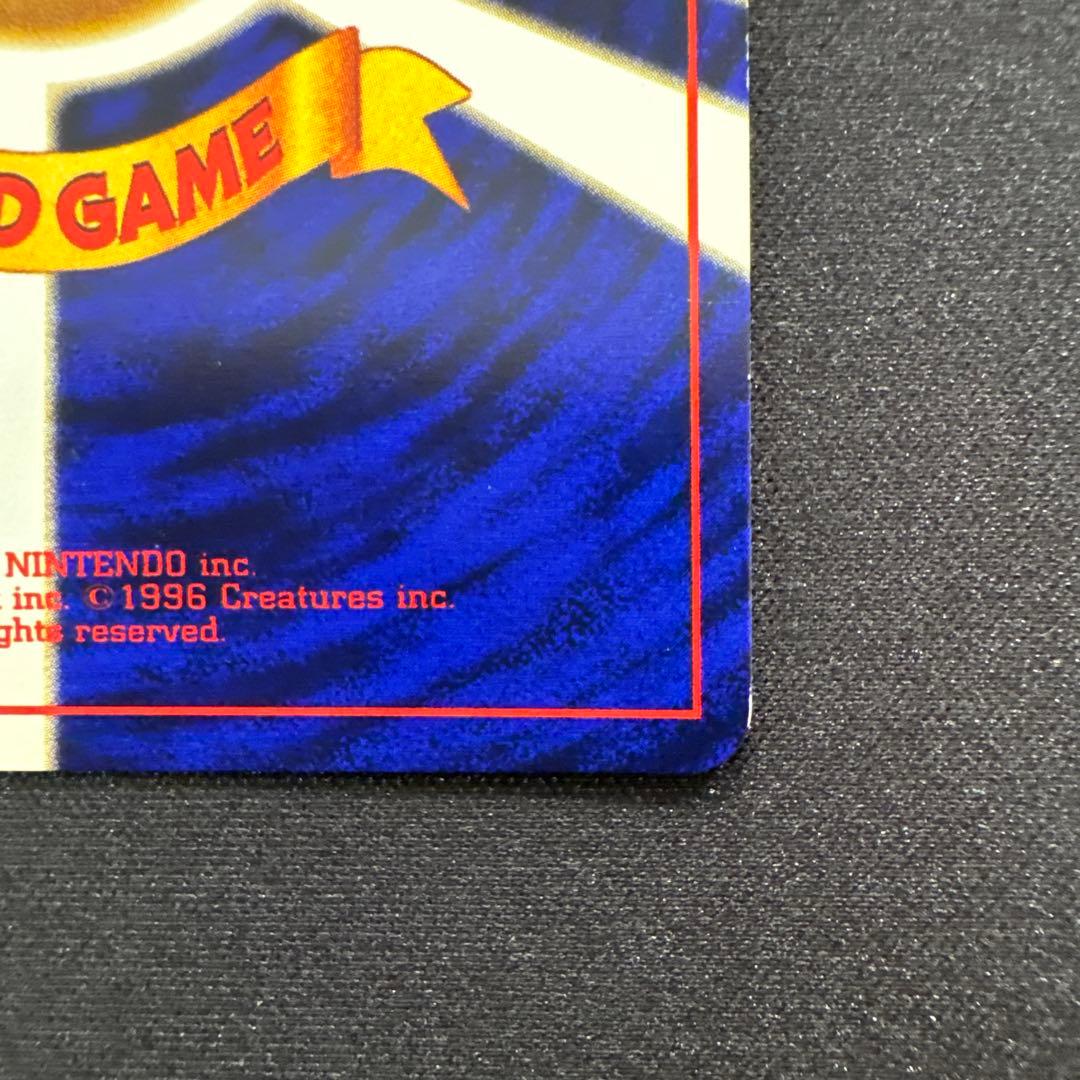 D GAME
NINTENDO inc.
inc. ©1996 Creatures inc.
ghts reserved.